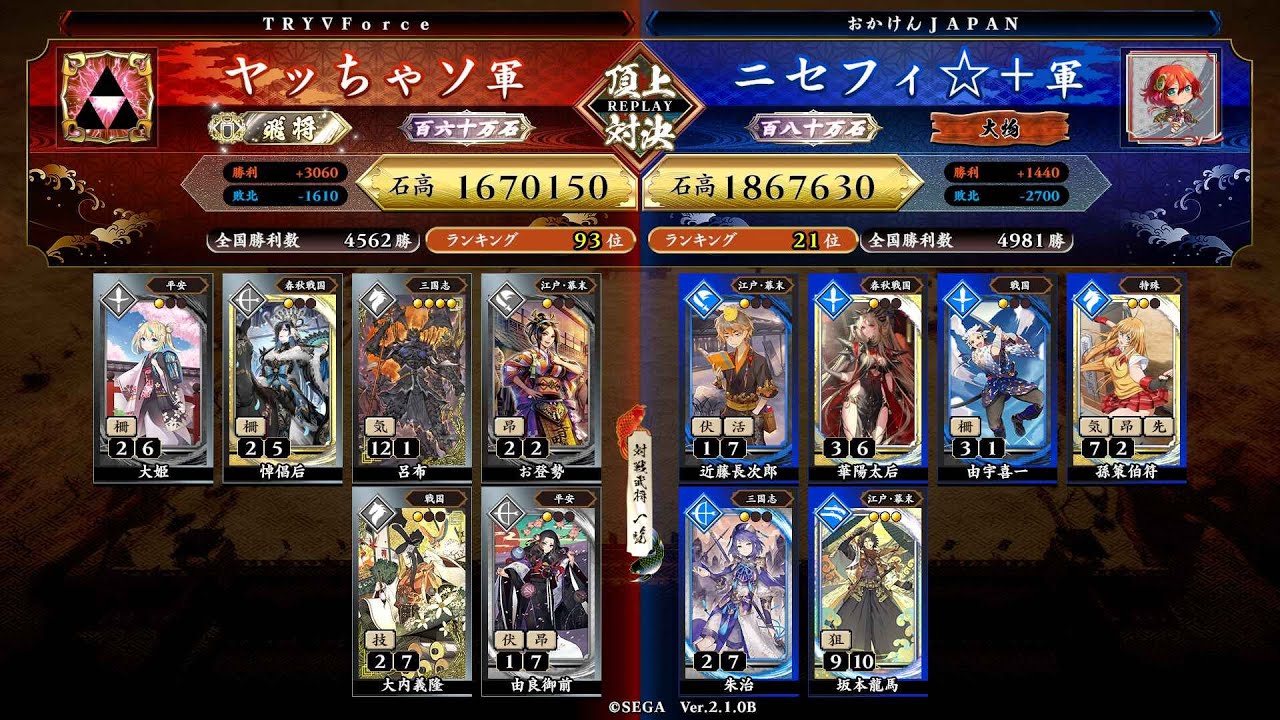 TRY∇Force
おかけんJAPAN
ヤッちゃソ軍
頂上
REPLAY
対決
ニセフィ☆＋軍
飛将
百六十万石
百八十万石
大拗
勝利 +3060
敗北 -1610
石高 1670150
石高 1867630
勝利 +1440
敗北 -2700
全国勝利数 4562勝
ランキング 93位
ランキング 21位
全国勝利数 4981勝
平安
柵
2 6
大姫
春秋戦国
柵
2 5
悼倡后
三国志
気
12 1
呂布
江戸・幕末
昂
2 2
お登勢
江戸・幕末
伏 活
1 7
近藤長次郎
春秋戦国
3 6
華陽太后
戦国
柵
3 1
由宇喜一
特殊
気 昂 先
7 2
孫策伯符
対戦武将一覧
戦国
技
2 7
大内義隆
平安
伏 昂
1 7
由良御前
三国志
2 7
朱治
江戸・幕末
狙
9 10
坂本龍馬
©SEGA Ver.2.1.0B